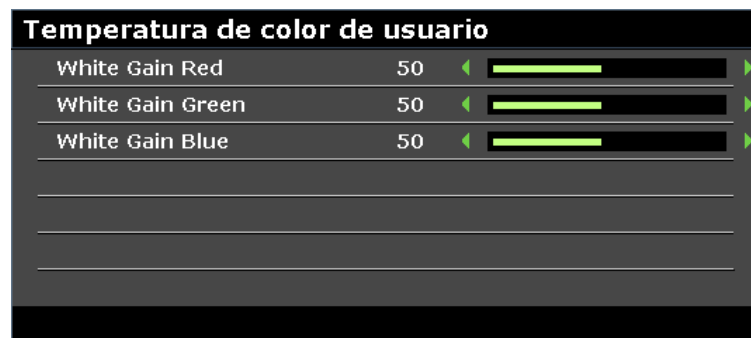 Temperatura de color de usuario
White Gain Red 50
White Gain Green 50
White Gain Blue 50